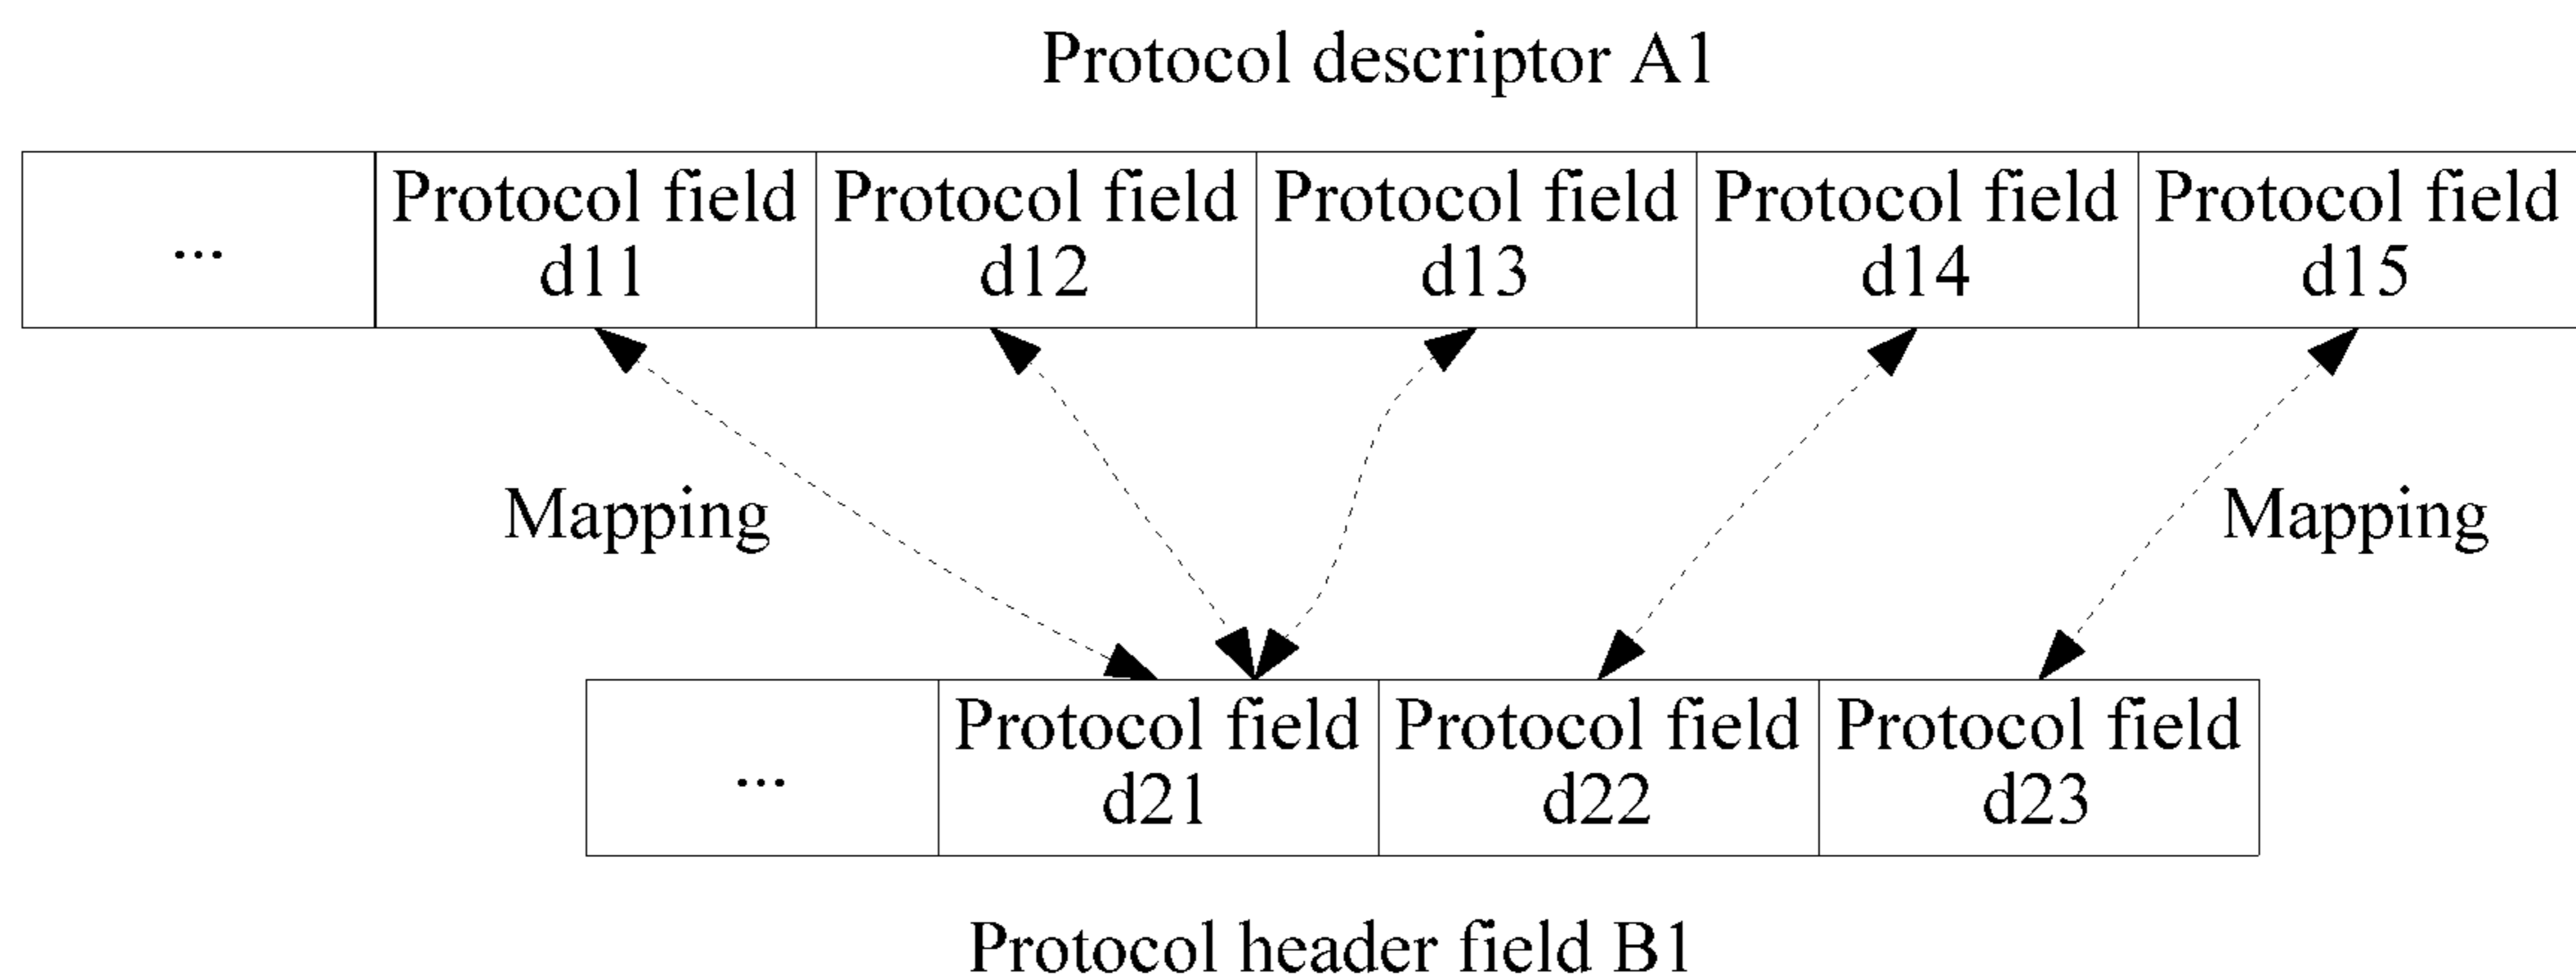 Protocol descriptor A1
...
Protocol field
d11
Protocol field
d12
Protocol field
d13
Protocol field
d14
Protocol field
d15
Mapping
Mapping
...
Protocol field
d21
Protocol field
d22
Protocol field
d23
Protocol header field B1